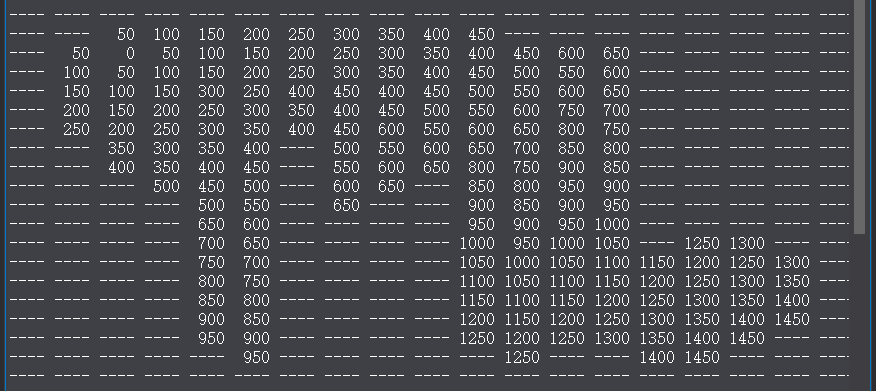 ---- ---- ---- ---- ---- ---- ---- ---- ---- ---- ---- ---- ---- ---- ---- ---- ---- ---- ----
---- ---- 50 100 150 200 250 300 350 400 450 ---- ---- ---- ---- ---- ---- ---- ----
---- 50 0 50 100 150 200 250 300 350 400 450 600 650 ---- ---- ---- ---- ----
---- 100 50 100 150 200 250 300 350 400 450 500 550 600 ---- ---- ---- ---- ----
---- 150 100 150 300 250 400 450 400 450 500 550 600 650 ---- ---- ---- ---- ----
---- 200 150 200 250 300 350 400 450 500 550 600 750 700 ---- ---- ---- ---- ----
---- 250 200 250 300 350 400 450 600 550 600 650 800 750 ---- ---- ---- ---- ----
---- ---- 350 300 350 400 ---- 500 550 600 650 700 850 800 ---- ---- ---- ---- ----
---- ---- 400 350 400 450 ---- 550 600 650 800 750 900 850 ---- ---- ---- ---- ----
---- ---- ---- 500 450 500 ---- 600 650 ---- 850 800 950 900 ---- ---- ---- ---- ----
---- ---- ---- ---- 500 550 ---- 650 ---- ---- 900 850 900 950 ---- ---- ---- ---- ----
---- ---- ---- ---- 650 600 ---- ---- ---- ---- 950 900 950 1000 ---- ---- ---- ---- ----
---- ---- ---- ---- 700 650 ---- ---- ---- ---- 1000 950 1000 1050 ---- 1250 1300 ---- ----
---- ---- ---- ---- 750 700 ---- ---- ---- ---- 1050 1000 1050 1100 1150 1200 1250 1300 ----
---- ---- ---- ---- 800 750 ---- ---- ---- ---- 1100 1050 1100 1150 1200 1250 1300 1350 ----
---- ---- ---- ---- 850 800 ---- ---- ---- ---- 1150 1100 1150 1200 1250 1300 1350 1400 ----
---- ---- ---- ---- 900 850 ---- ---- ---- ---- 1200 1150 1200 1250 1300 1350 1400 1450 ----
---- ---- ---- ---- 950 900 ---- ---- ---- ---- 1250 1200 1250 1300 1350 1400 1450 ---- ----
---- ---- ---- ---- ---- 950 ---- ---- ---- ---- ---- 1250 ---- ---- 1400 1450 ---- ---- ----
---- ---- ---- ---- ---- ---- ---- ---- ---- ---- ---- ---- ---- ---- ---- ---- ---- ---- ----